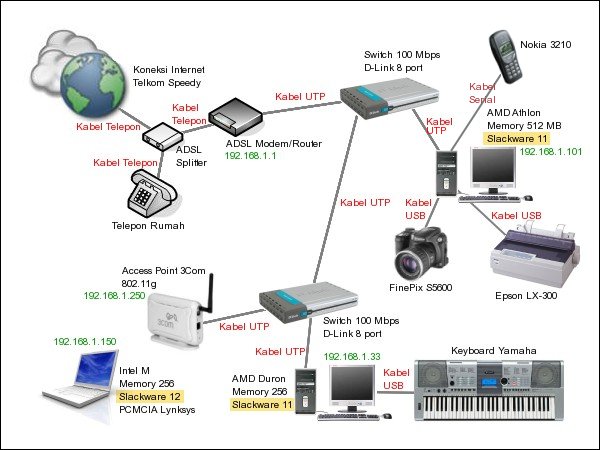 Koneksi Internet
Telkom Speedy
Kabel Telepon
Kabel
Telepon
Kabel Telepon
ADSL
Splitter
Telepon Rumah
ADSL Modem/Router
192.168.1.1
Kabel UTP
Switch 100 Mbps
D-Link 8 port
Nokia 3210
Kabel
Serial
Kabel
UTP
AMD Athlon
Memory 512 MB
Slackware 11
192.168.1.101
Kabel UTP
Kabel
USB
Kabel USB
FinePix S5600
Epson LX-300
Access Point 3Com
802.11g
192.168.1.250
3com
Kabel UTP
Switch 100 Mbps
D-Link 8 port
192.168.1.150
Intel M
Memory 256
Slackware 12
PCMCIA Lynksys
Kabel UTP
AMD Duron
Memory 256
Slackware 11
192.168.1.33
Kabel
USB
Keyboard Yamaha